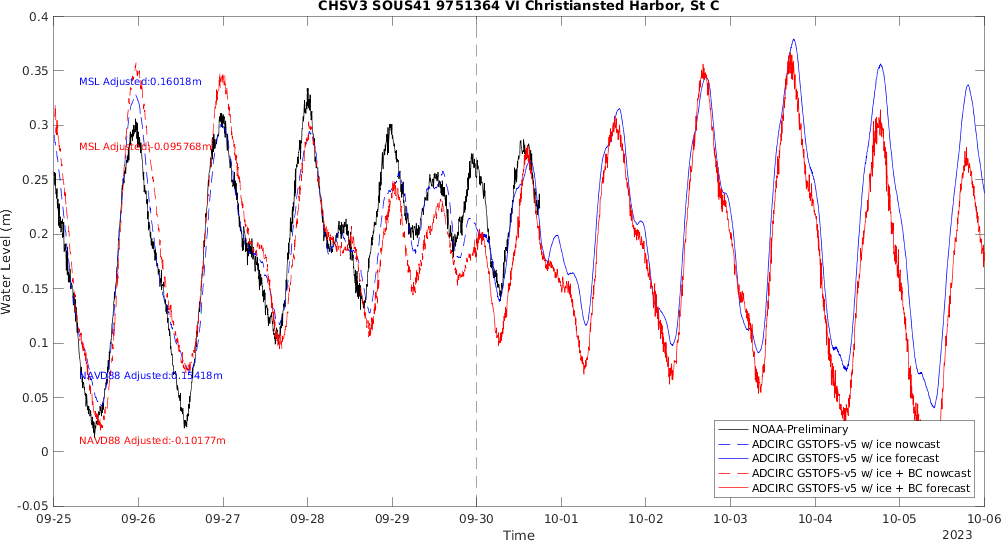 CHSV3 SOUS41 9751364 VI Christiansted Harbor, St C
0.4
0.35
0.3
0.25
0.2
0.15
0.1
0.05
0
-0.05
Water Level (m)
MSL Adjusted:0.16018m
MSL Adjusted:-0.095768m
NAVD88 Adjusted:0.15418m
NAVD88 Adjusted:-0.10177m
NOAA-Preliminary
ADCIRC GSTOFS-v5 w/ ice nowcast
ADCIRC GSTOFS-v5 w/ ice forecast
ADCIRC GSTOFS-v5 w/ ice + BC nowcast
ADCIRC GSTOFS-v5 w/ ice + BC forecast
09-25 09-26 09-27 09-28 09-29 09-30 10-01 10-02 10-03 10-04 10-05 10-06
Time
2023